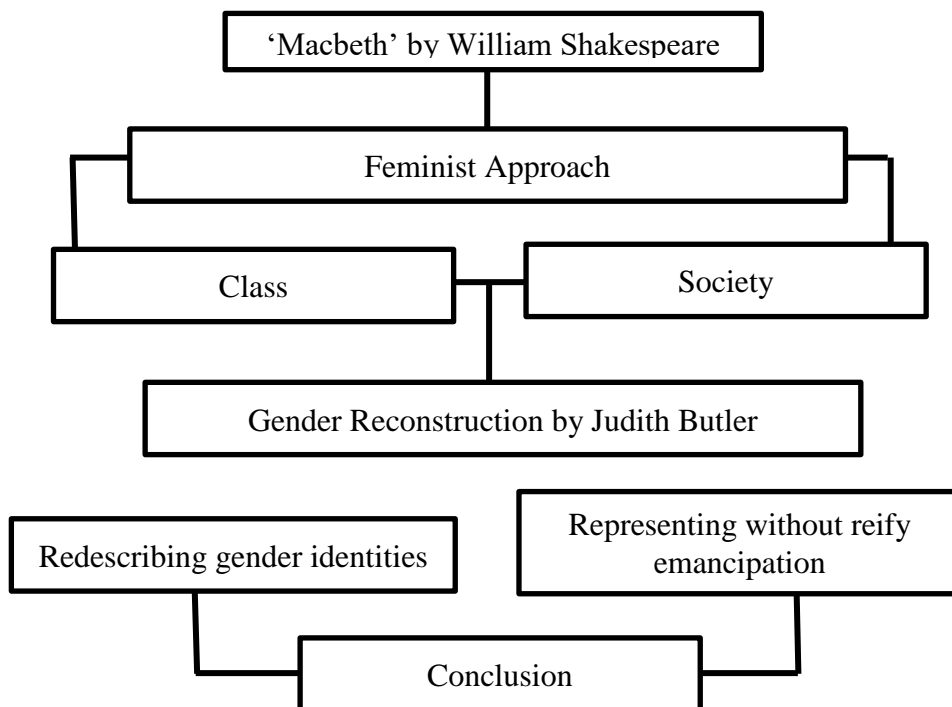 ‘Macbeth’ by William Shakespeare
Feminist Approach
Class
Society
Gender Reconstruction by Judith Butler
Redescribing gender identities
Representing without reify
emancipation
Conclusion